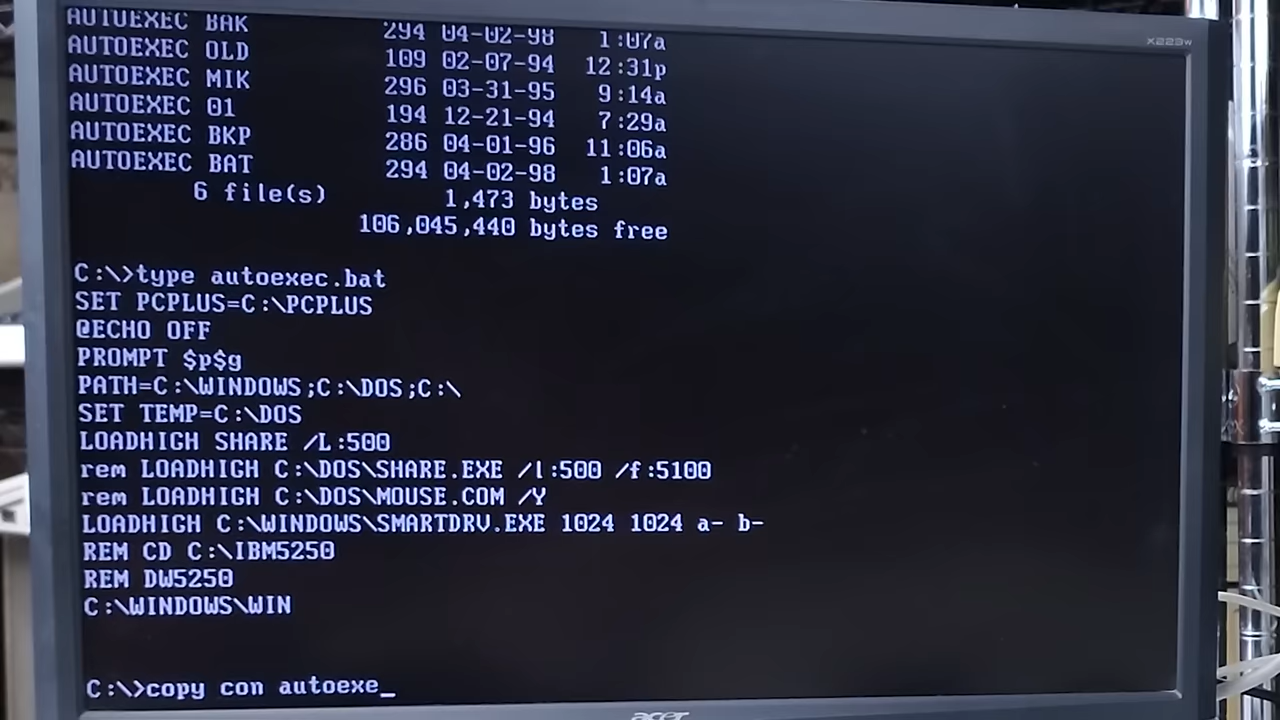 AUTOEXEC BAK 294 04-02-98 1:07a
AUTOEXEC OLD 109 02-07-94 12:31p
AUTOEXEC MIK 296 03-31-95 9:14a
AUTOEXEC 01 194 12-21-94 7:29a
AUTOEXEC BKP 286 04-01-96 11:06a
AUTOEXEC BAT 294 04-02-98 1:07a
6 file(s) 1,473 bytes
106,045,440 bytes free
C:\>type autoexec.bat
SET PCPLUS=C:\PCPLUS
@ECHO OFF
PROMPT $p$g
PATH=C:\WINDOWS;C:\DOS;C:\
SET TEMP=C:\DOS
LOADHIGH SHARE /L:500
rem LOADHIGH C:\DOS\SHARE.EXE /l:500 /f:5100
rem LOADHIGH C:\DOS\MOUSE.COM /Y
LOADHIGH C:\WINDOWS\SMARTDRV.EXE 1024 1024 a- b-
REM CD C:\IBM5250
REM DW5250
C:\WINDOWS\WIN
C:\>copy con autoexe_
X223w
acer